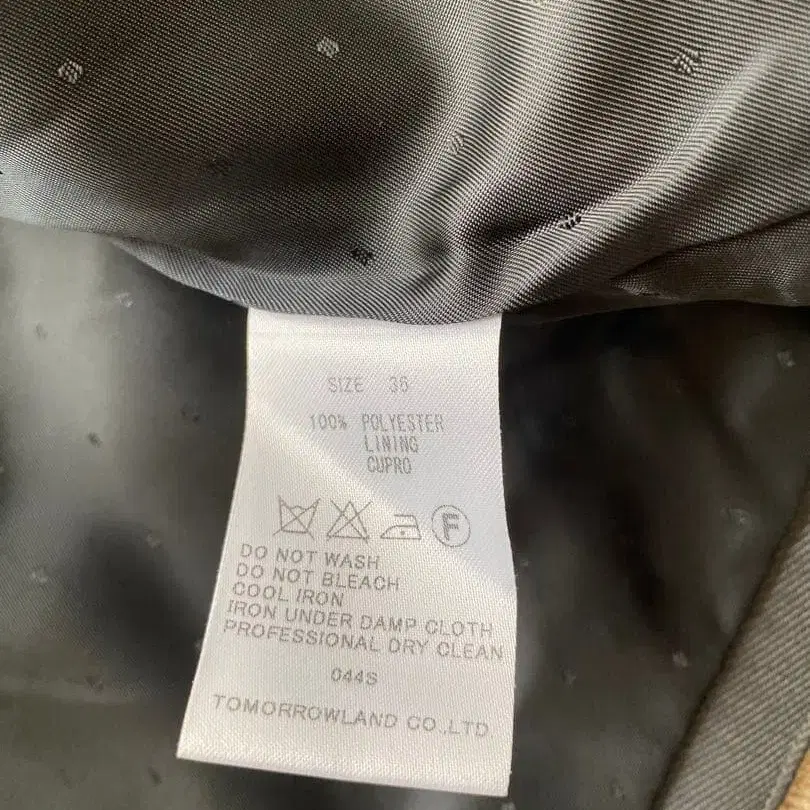 SIZE 36
100% POLYESTER
LINING
CUPRO
F
DO NOT WASH
DO NOT BLEACH
COOL IRON
IRON UNDER DAMP CLOTH
PROFESSIONAL DRY CLEAN
044S
TOMORROWLAND CO.,LTD.